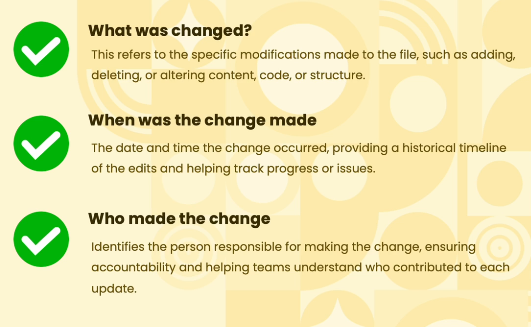 What was changed?
This refers to the specific modifications made to the file, such as adding,
deleting, or altering content, code, or structure.
When was the change made
The date and time the change occurred, providing a historical timeline
of the edits and helping track progress or issues.
Who made the change
Identifies the person responsible for making the change, ensuring
accountability and helping teams understand who contributed to each
update.